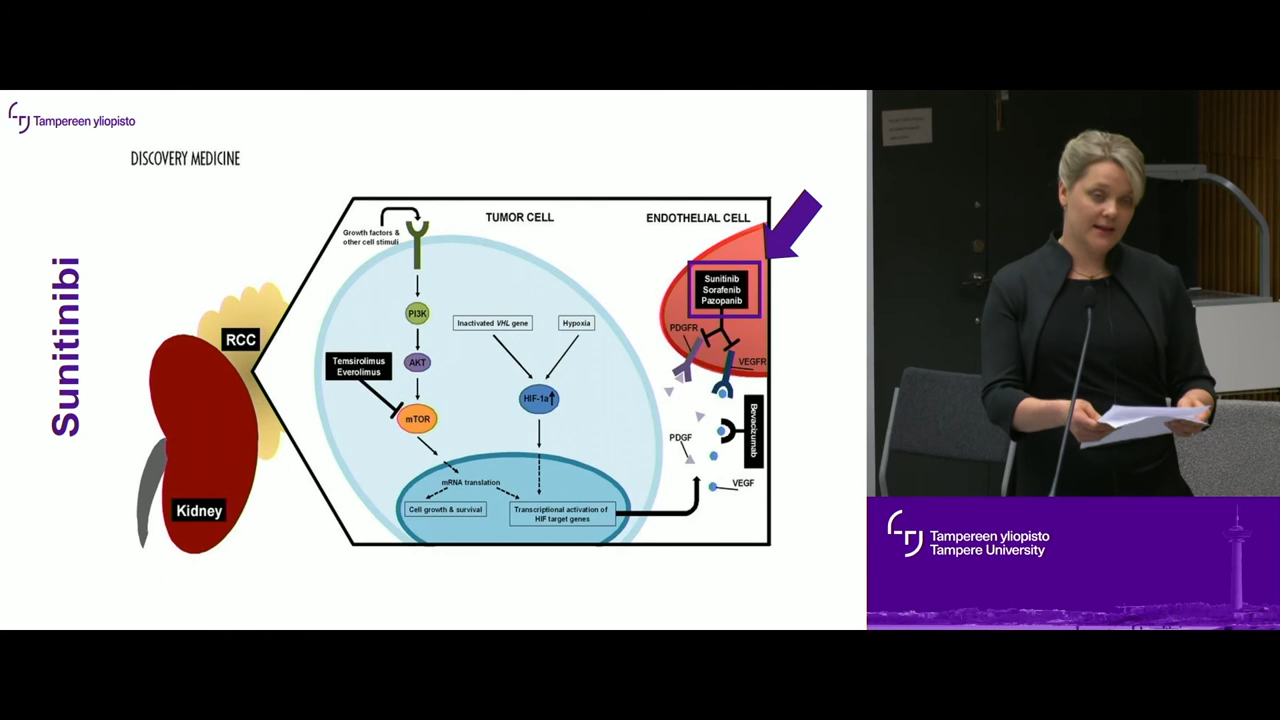 Tampereen yliopisto
DISCOVERY MEDICINE
Sunitinibi
RCC
Kidney
TUMOR CELL
ENDOTHELIAL CELL
Growth factors &
other cell stimuli
PI3K
AKT
mTOR
Temsirolimus
Everolimus
Inactivated VHL gene
Hypoxia
HIF-1a
mRNA translation
Cell growth & survival
Transcriptional activation of
HIF target genes
Sunitinib
Sorafenib
Pazopanib
PDGFR
VEGFR
Bevacizumab
PDGF
VEGF
Tampereen yliopisto
Tampere University